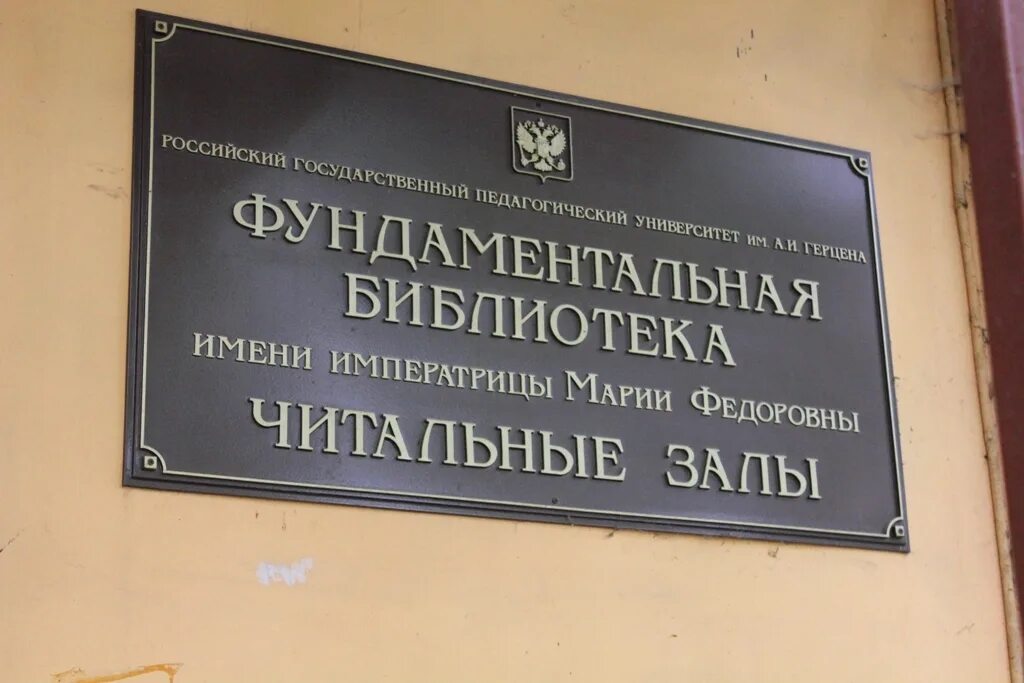 РОССИЙСКИЙ ГОСУДАРСТВЕННЫЙ ПЕДАГОГИЧЕСКИЙ УНИВЕРСИТЕТ ИМ. А.И. ГЕРЦЕНА
ФУНДАМЕНТАЛЬНАЯ
БИБЛИОТЕКА
ИМЕНИ ИМПЕРАТРИЦЫ МАРИИ ФЕДОРОВНЫ
ЧИТАЛЬНЫЕ ЗАЛЫ